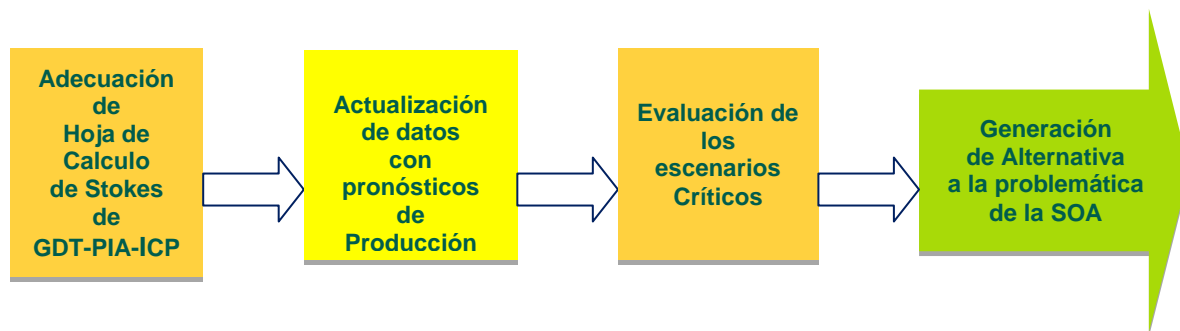 Adecuación
de
Hoja de
Calculo
de Stokes
de
GDT-PIA-ICP
Actualización
de datos
con
pronósticos
de
Producción
Evaluación de
los
escenarios
Críticos
Generación
de Alternativa
a la problemática
de la SOA